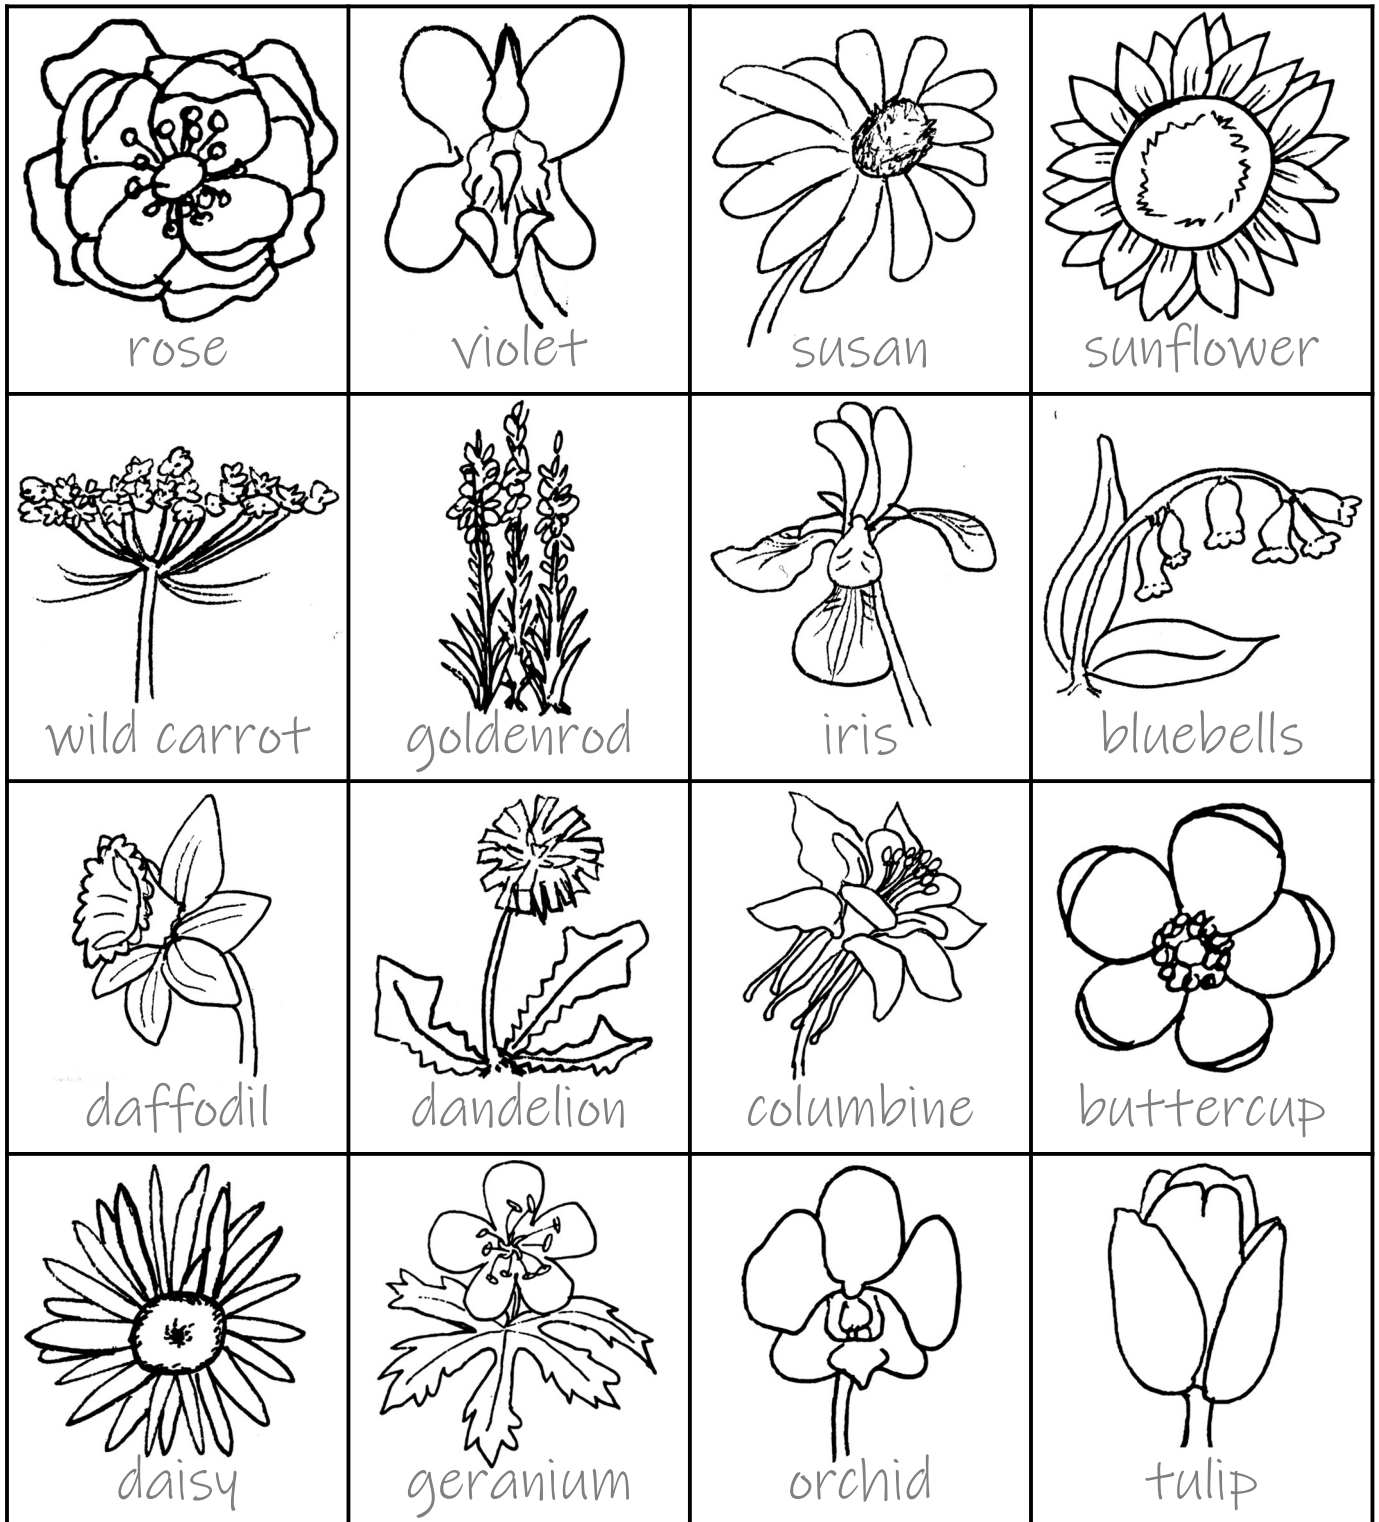 rose
violet
susan
sunflower
wild carrot
goldenrod
iris
bluebells
daffodil
dandelion
columbine
buttercup
daisy
geranium
orchid
tulip